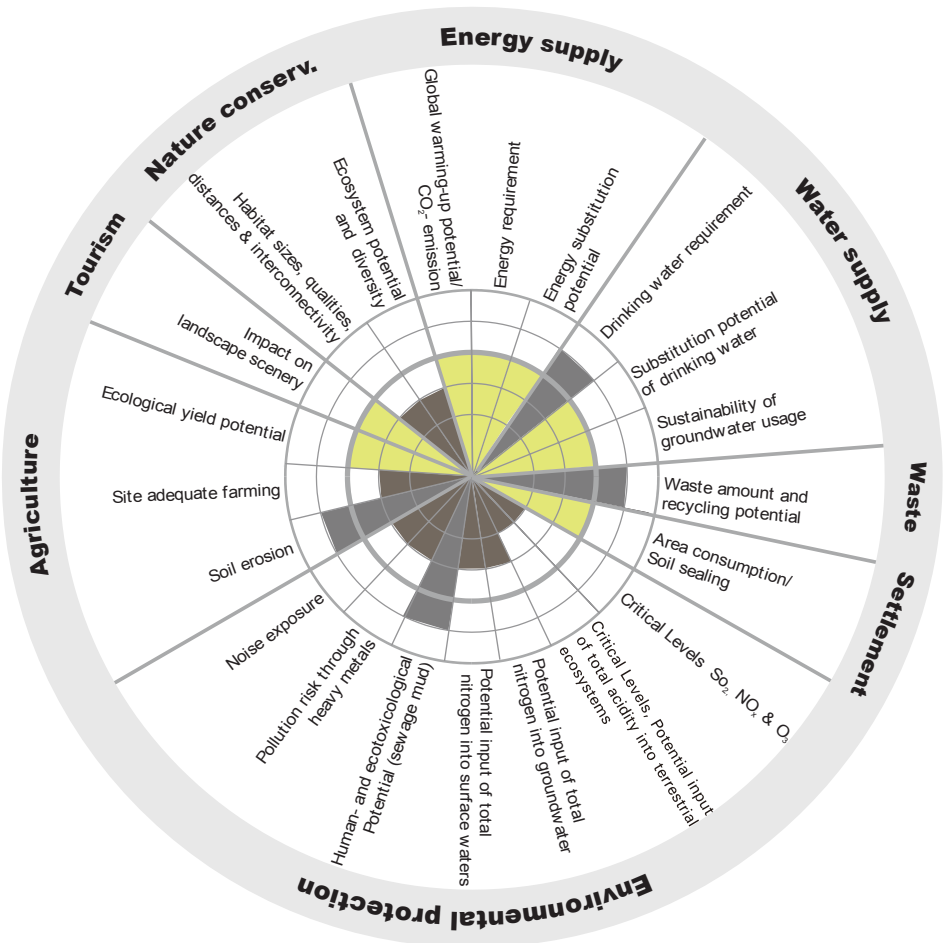 Energy supply
Water supply
Waste
Settlement
Environmental protection
Agriculture
Tourism
Nature conserv.
Global warming-up potential/
CO2- emission
Energy requirement
Energy substitution
potential
Drinking water requirement
Substitution potential
of drinking water
Sustainability of
groundwater usage
Waste amount and
recycling potential
Area consumption/
Soil sealing
Critical Levels So2, NOx & O3
Critical Levels, Potential input
of total acidity into terrestrial
ecosystems
Potential input of total
nitrogen into groundwater
Potential input of total
nitrogen into surface waters
Human- and ecotoxicological
Potential (sewage mud)
Pollution risk through
heavy metals
Noise exposure
Soil erosion
Site adequate farming
Ecological yield potential
Impact on
landscape scenery
Habitat sizes, qualities,
distances & interconnectivity
Ecosystem potential
and diversity